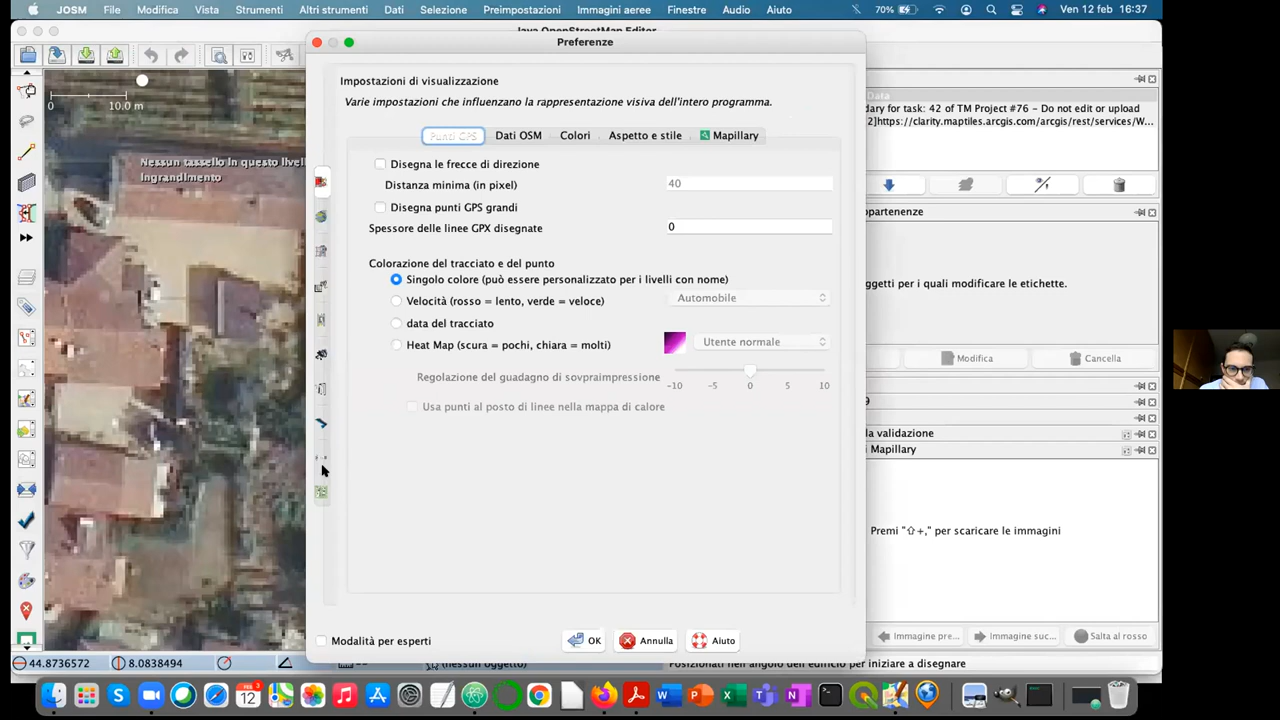 JOSM File Modifica Vista Strumenti Altri strumenti Dati Selezione Preimpostazioni Immagini aeree Finestre Audio Aiuto 70% Ven 12 feb 16:37
Java OpenStreetMap Editor
Preferenze
0 10.0 m
Nessun tassello in questo livell
ingrandimento
Impostazioni di visualizzazione
Varie impostazioni che influenzano la rappresentazione visiva dell'intero programma.
Punti GPS Dati OSM Colori Aspetto e stile Mapillary
Disegna le frecce di direzione
Distanza minima (in pixel) 40
Disegna punti GPS grandi
Spessore delle linee GPX disegnate 0
Colorazione del tracciato e del punto
Singolo colore (può essere personalizzato per i livelli con nome)
Velocità (rosso = lento, verde = veloce) Automobile
data del tracciato
Heat Map (scura = pochi, chiara = molti) Utente normale
Regolazione del guadagno di sovraimpressione -10 -5 0 5 10
Usa punti al posto di linee nella mappa di calore
Modalità per esperti OK Annulla Aiuto
Data
dary for task: 42 of TM Project #76 - Do not edit or upload
2]https://clarity.maptiles.arcgis.com/arcgis/rest/services/W...
ppartenenze
ggetti per i quali modificare le etichette.
Modifica Cancella
9
la validazione
i Mapillary
Premi "⇧+," per scaricare le immagini
Immagine pre... Immagine suc... Salta al rosso
44.8736572 8.0838494 (nessun oggetto) Posizionati nell'angolo dell'edificio per iniziare a disegnare